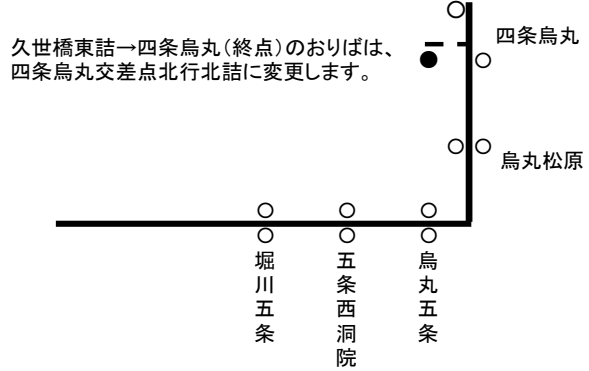 久世橋東詰→四条烏丸（終点）のおりばは、
四条烏丸交差点北行北詰に変更します。
四条烏丸
烏丸松原
堀川五条
五条西洞院
烏丸五条